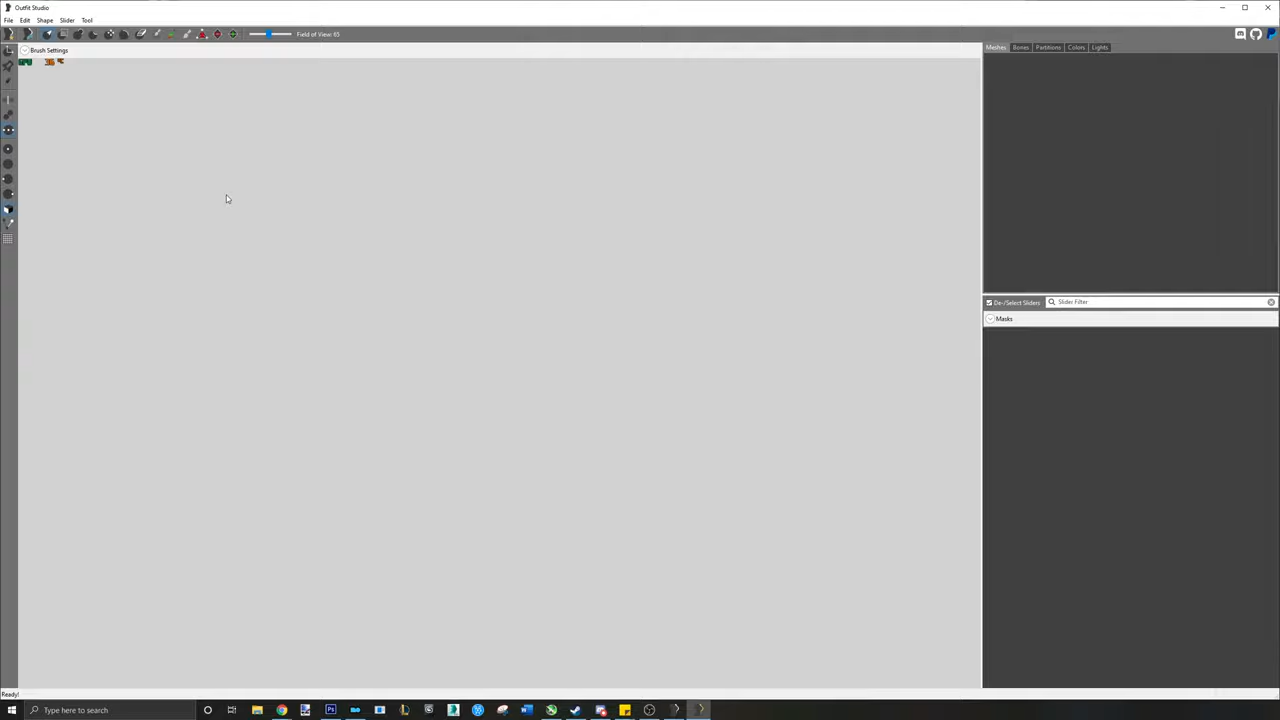 Outfit Studio
File Edit Shape Slider Tool
Field of View: 65
Brush Settings
Meshes Bones Partitions Colors Lights
De-/Select Sliders Slider Filter
Masks
Ready!
Type here to search